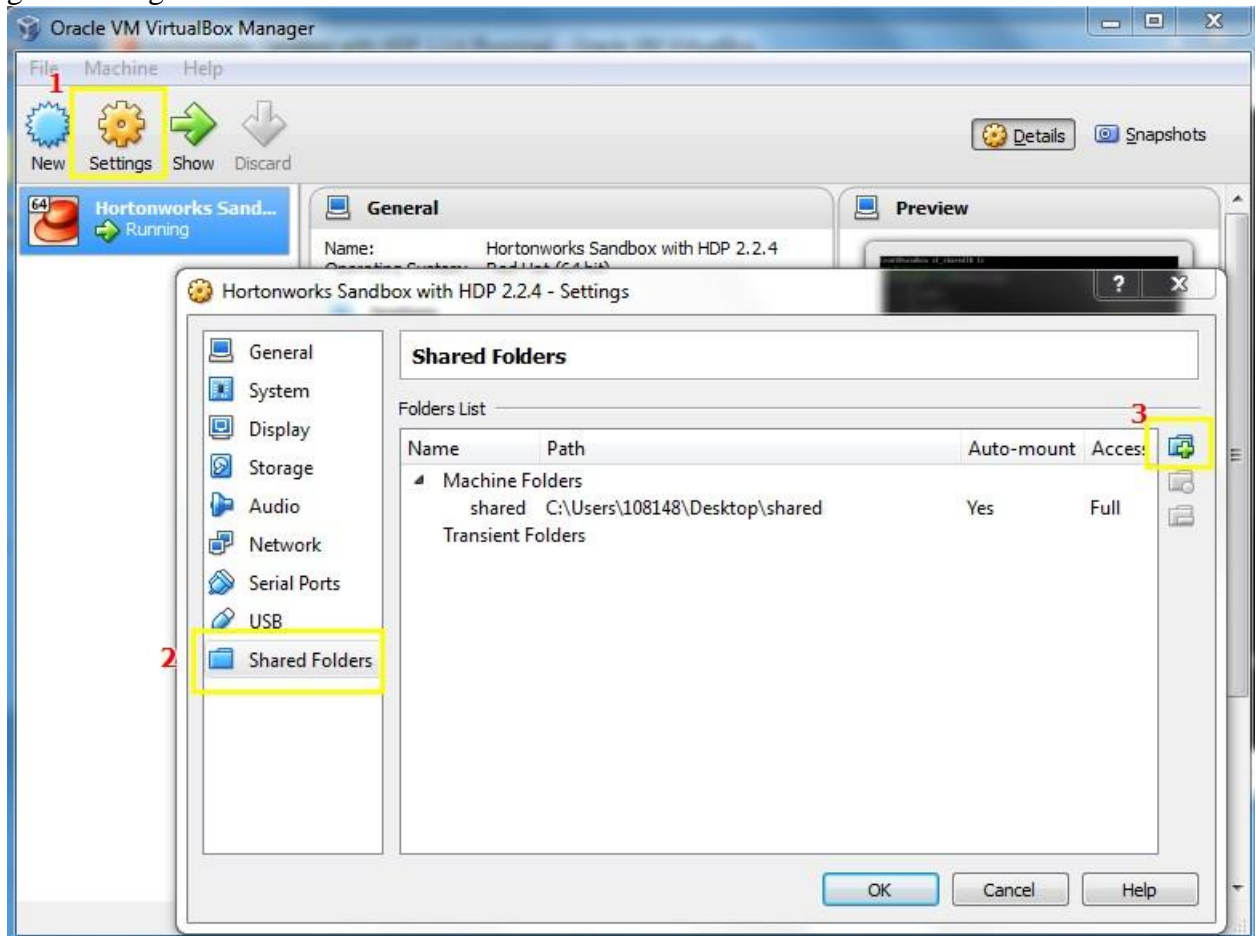 Oracle VM VirtualBox Manager
File Machine Help
1
New Settings Show Discard
Details Snapshots
64 Hortonworks Sand...
Running
General
Name: Hortonworks Sandbox with HDP 2.2.4
Preview
Hortonworks Sandbox with HDP 2.2.4 - Settings
?
General
System
Display
Storage
Audio
Network
Serial Ports
USB
2 Shared Folders
Shared Folders
Folders List
3
Name Path Auto-mount Access
Machine Folders
shared C:\Users\108148\Desktop\shared Yes Full
Transient Folders
OK Cancel Help